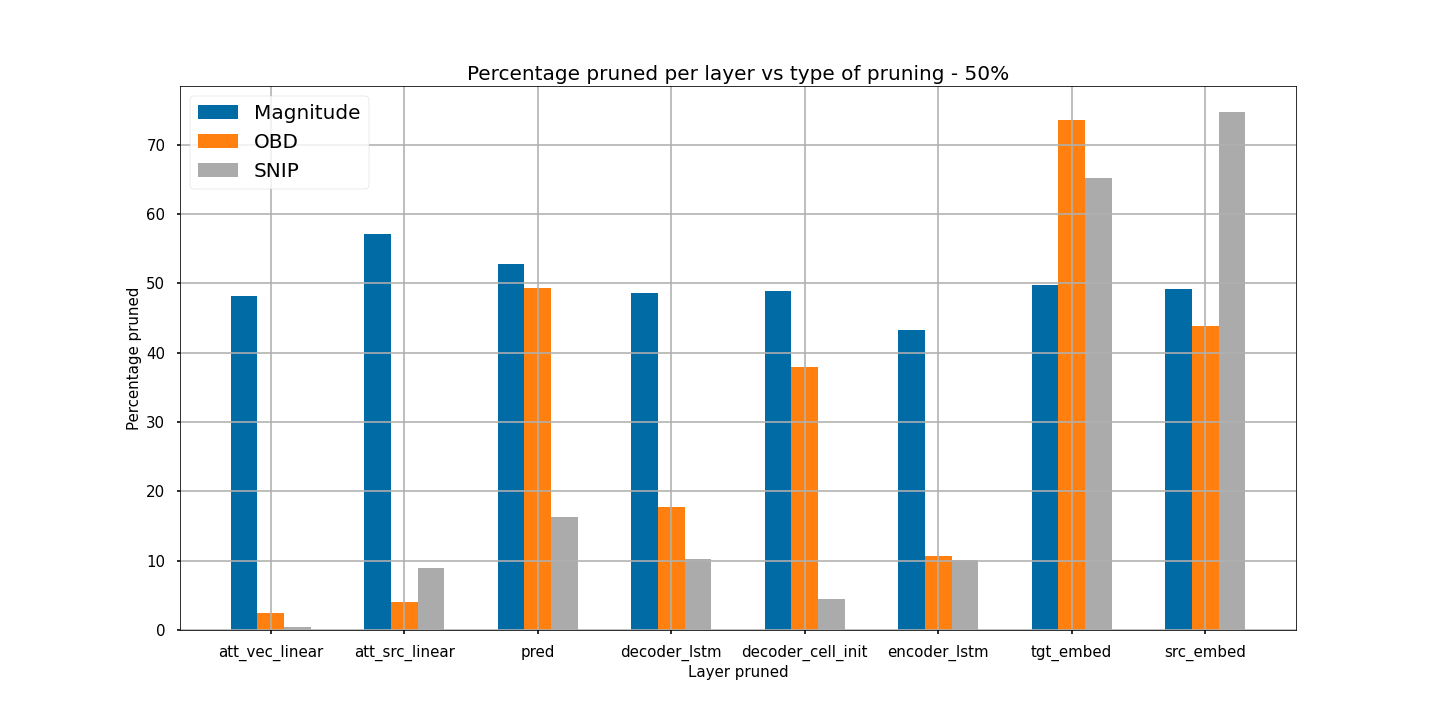 Percentage pruned per layer vs type of pruning - 50%
Magnitude
OBD
SNIP
Percentage pruned
70
60
50
40
30
20
10
0
att_vec_linear att_src_linear pred decoder_lstm decoder_cell_init encoder_lstm tgt_embed src_embed
Layer pruned